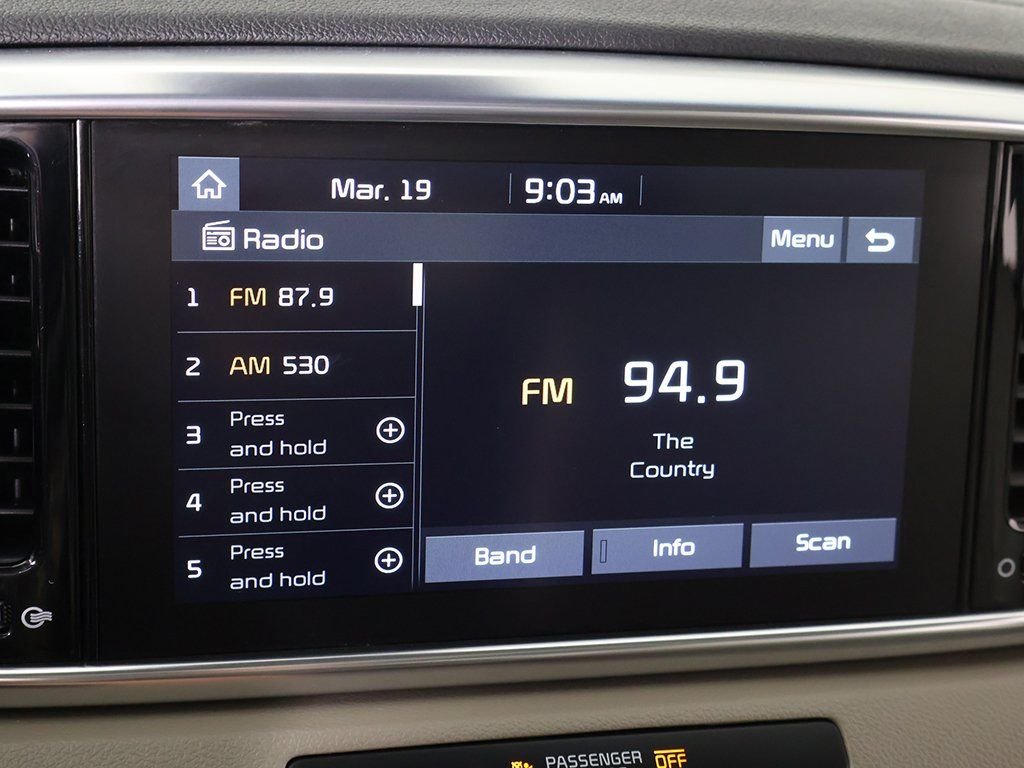 Mar. 19 9:03 AM
Radio Menu
1 FM 87.9
2 AM 530
3 Press
and hold
4 Press
and hold
5 Press
and hold
FM 94.9
The
Country
Band Info Scan
PASSENGER OFF